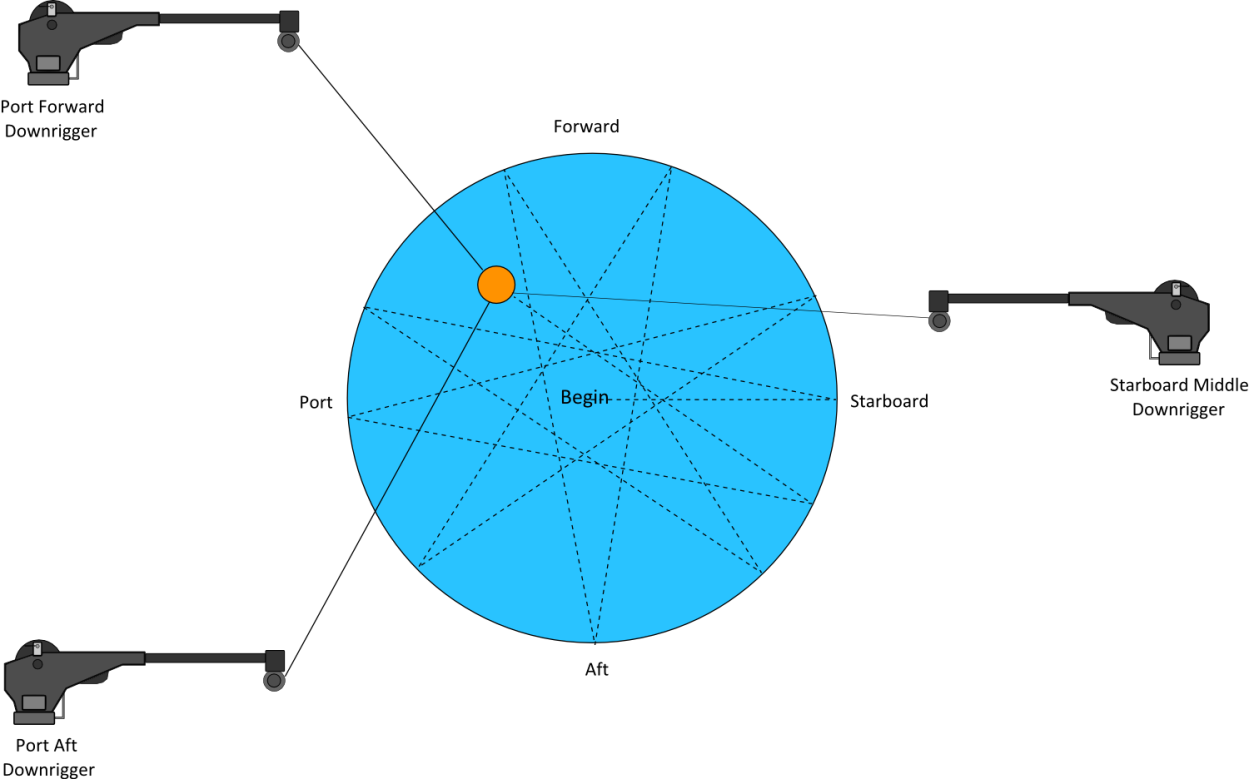 Port Forward
Downrigger
Forward
Begin
Port
Starboard
Starboard Middle
Downrigger
Aft
Port Aft
Downrigger